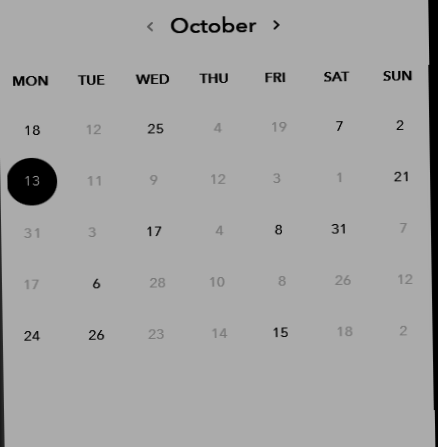 ‹ October ›
MON TUE WED THU FRI SAT SUN
18 12 25 4 19 7 2
13 11 9 12 3 1 21
31 3 17 4 8 31 7
17 6 28 10 8 26 12
24 26 23 14 15 18 2